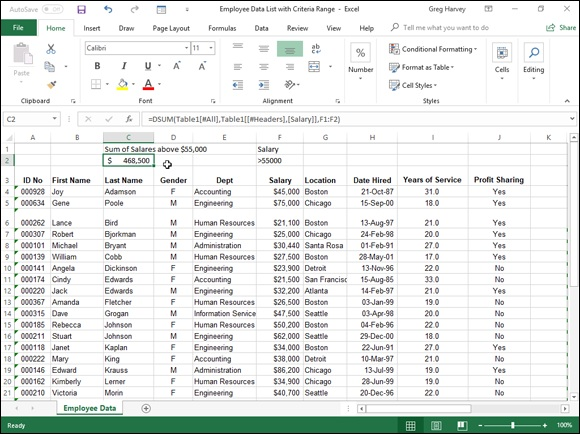 AutoSave Off Employee Data List with Criteria Range - Excel Greg Harvey
File Home Insert Draw Page Layout Formulas Data Review View Tell me what you want to do Share
Paste Calibri 11 Conditional Formatting
B I U A A ab % Format as Table
Number Cell Styles Cells Editing
Clipboard Font Alignment Styles
C2 fx =DSUM(Table1[#All],Table1[[#Headers],[Salary]],F1:F2)
A B C D E F G H I J K
1 Sum of Salares above $55,000 Salary
2 $ 468,500 >55000
3 ID No First Name Last Name Gender Dept Salary Location Date Hired Years of Service Profit Sharing
4 000928 Joy Adamson F Accounting $45,000 Boston 21-Oct-87 31.0 Yes
5 000634 Gene Poole M Engineering $75,000 Chicago 15-Sep-00 18.0 Yes
6 000262 Lance Bird M Human Resources $21,100 Boston 13-Aug-97 21.0 Yes
7 000307 Robert Bjorkman M Engineering $25,000 Chicago 24-Feb-98 20.0 Yes
8 000101 Michael Bryant M Administration $30,440 Santa Rosa 01-Feb-91 27.0 Yes
9 000139 William Cobb M Human Resources $27,500 Boston 28-May-01 17.0 Yes
10 000141 Angela Dickinson F Engineering $23,900 Detroit 13-Nov-96 22.0 No
11 000174 Cindy Edwards F Accounting $21,500 San Francisc 15-Aug-85 33.0 No
12 000220 Jack Edwards M Engineering $32,200 Atlanta 14-Feb-97 21.0 Yes
13 000367 Amanda Fletcher F Human Resources $26,500 Boston 03-Jan-99 19.0 No
14 000315 Dave Grogan M Information Service $47,500 Seattle 03-Apr-98 20.0 No
15 000185 Rebecca Johnson F Human Resources $50,200 Boston 04-Feb-96 22.0 No
16 000211 Stuart Johnson M Engineering $62,000 Seattle 29-Dec-00 18.0 No
17 000118 Janet Kaplan F Engineering $34,000 Boston 22-Jun-91 27.0 Yes
18 000222 Mary King F Accounting $38,000 Detroit 10-Mar-97 21.0 No
19 000146 Edward Krauss M Administration $86,200 Chicago 13-Jul-99 19.0 Yes
20 000162 Kimberly Lerner F Human Resources $34,900 Chicago 28-Jun-99 19.0 No
21 000210 Victoria Morin F Engineering $40,700 Seattle 20-Dec-96 22.0 No
Employee Data
Ready 100%